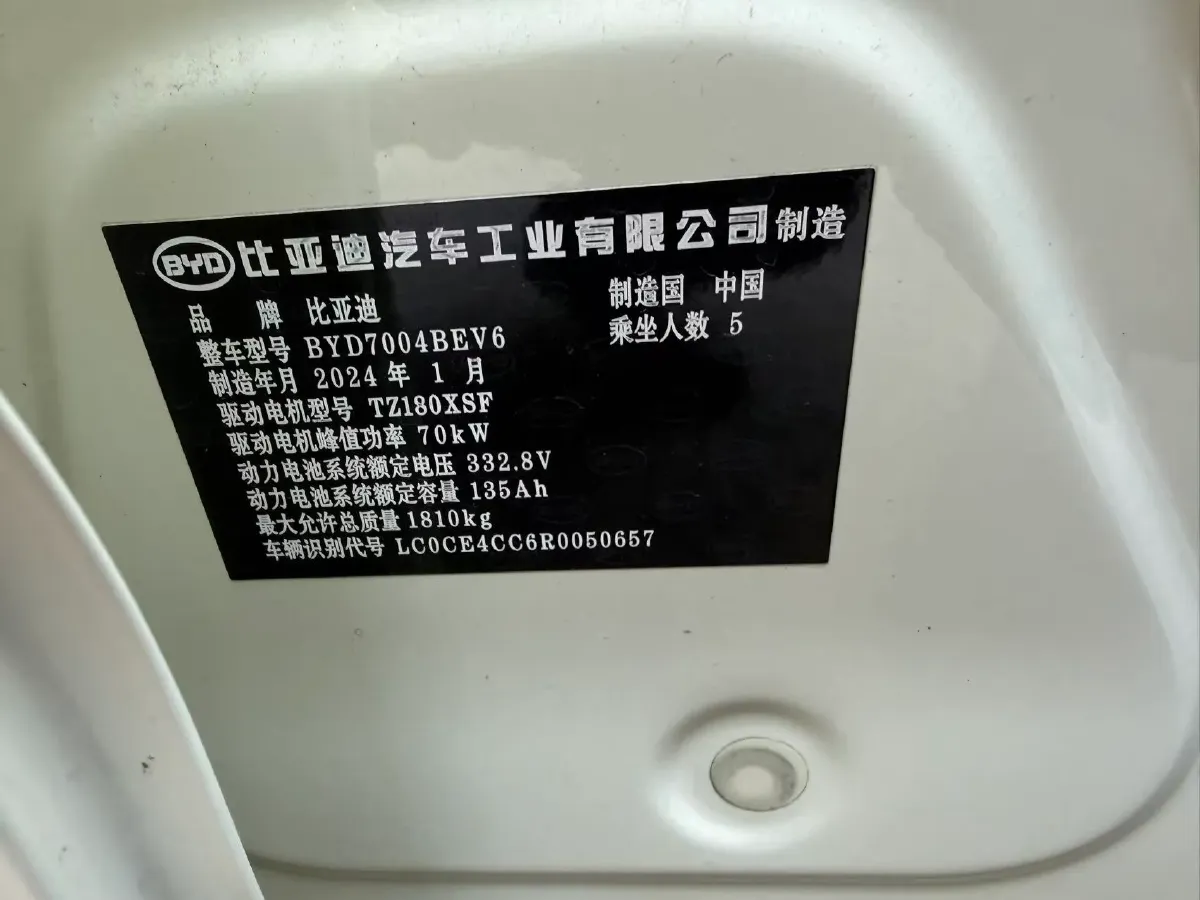 BYD 比亚迪汽车工业有限公司制造
品 牌 比亚迪 制造国 中国
整车型号 BYD7004BEV6 乘坐人数 5
制造年月 2024 年 1 月
驱动电机型号 TZ180XSF
驱动电机峰值功率 70kW
动力电池系统额定电压 332.8V
动力电池系统额定容量 135Ah
最大允许总质量 1810kg
车辆识别代号 LC0CE4CC6R0050657